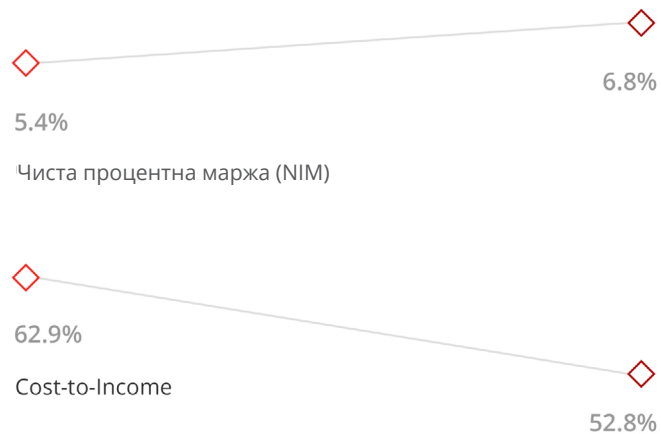 6.8%
5.4%
Чиста процентна маржа (NIM)
62.9%
Cost-to-Income
52.8%